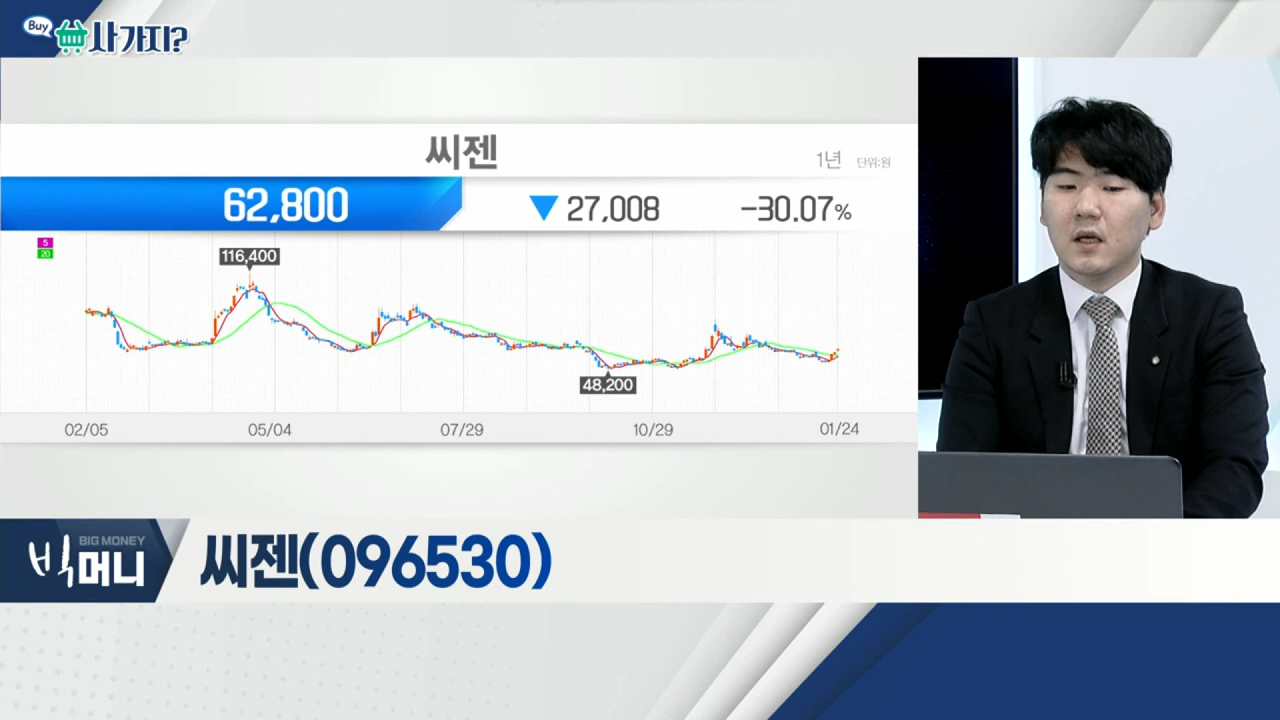 Buy
사가지?
씨젠
1년 단위:원
62,800 ▼ 27,008 -30.07%
5
20
116,400
48,200
02/05 05/04 07/29 10/29 01/24
BIG MONEY
빅머니
씨젠(096530)